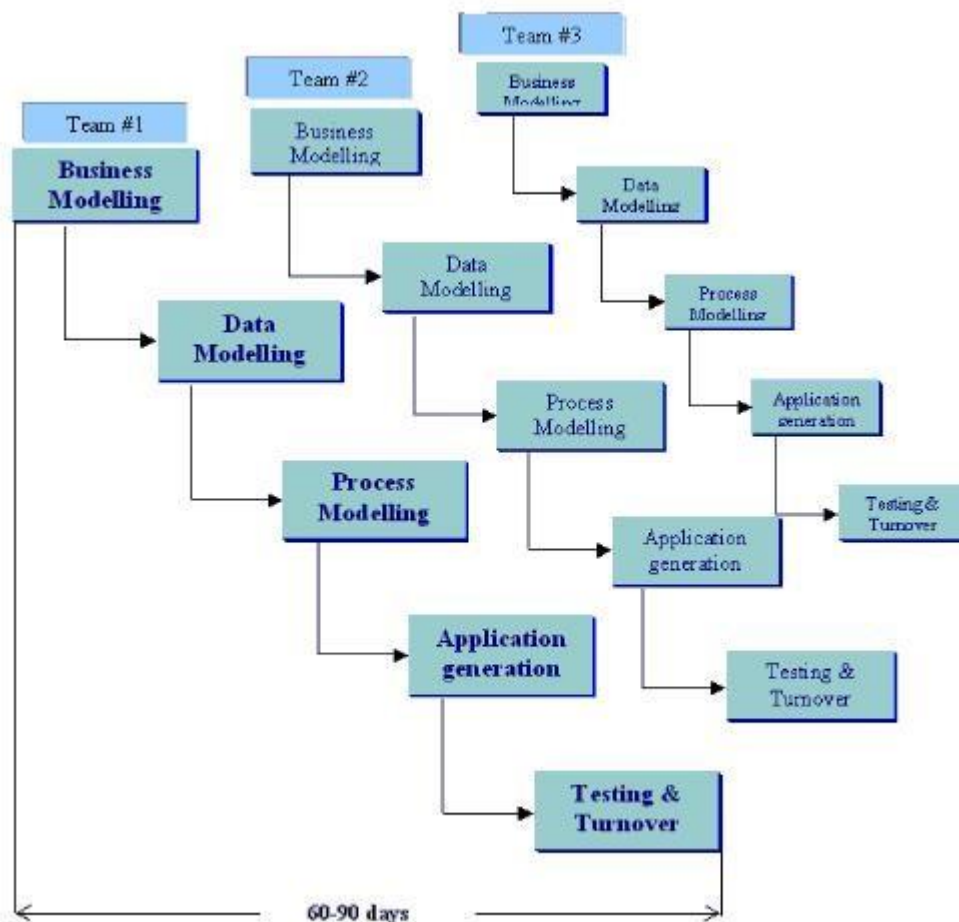 Team #1
Business
Modelling
Data
Modelling
Process
Modelling
Application
generation
Testing &
Turnover
Team #2
Business
Modelling
Data
Modelling
Process
Modelling
Application
generation
Testing &
Turnover
Team #3
Business
Modelling
Data
Modelling
Process
Modelling
Application
generation
Testing &
Turnover
60-90 days